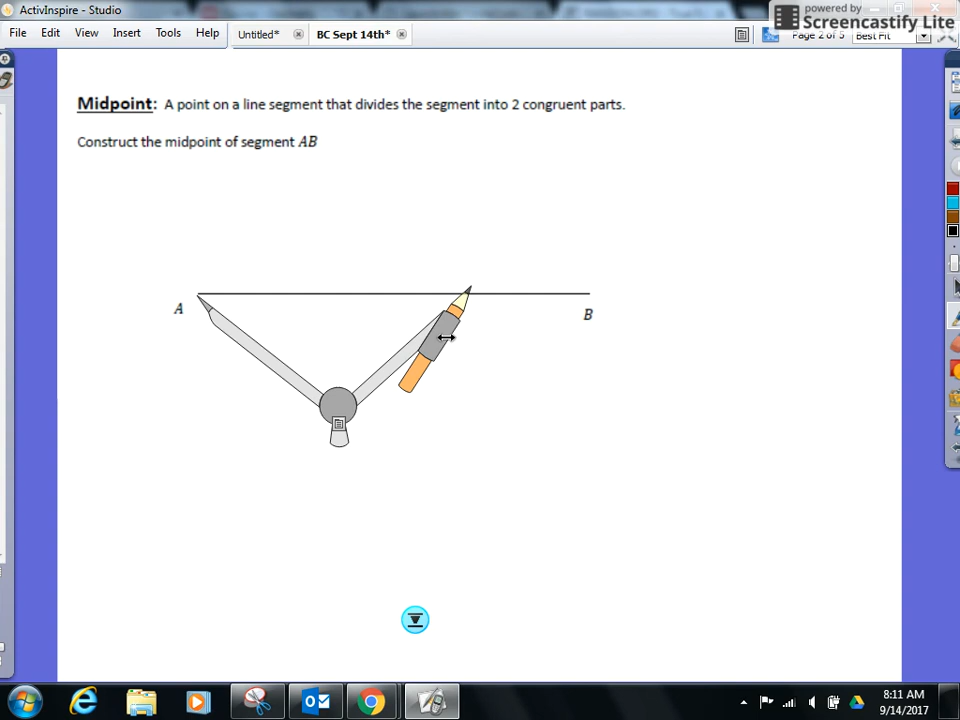 ActivInspire - Studio
powered by
Screencastify Lite
File Edit View Insert Tools Help
Untitled*
BC Sept 14th*
Page 2 of 5
Best Fit
Midpoint: A point on a line segment that divides the segment into 2 congruent parts.
Construct the midpoint of segment AB
A
B
8:11 AM
9/14/2017